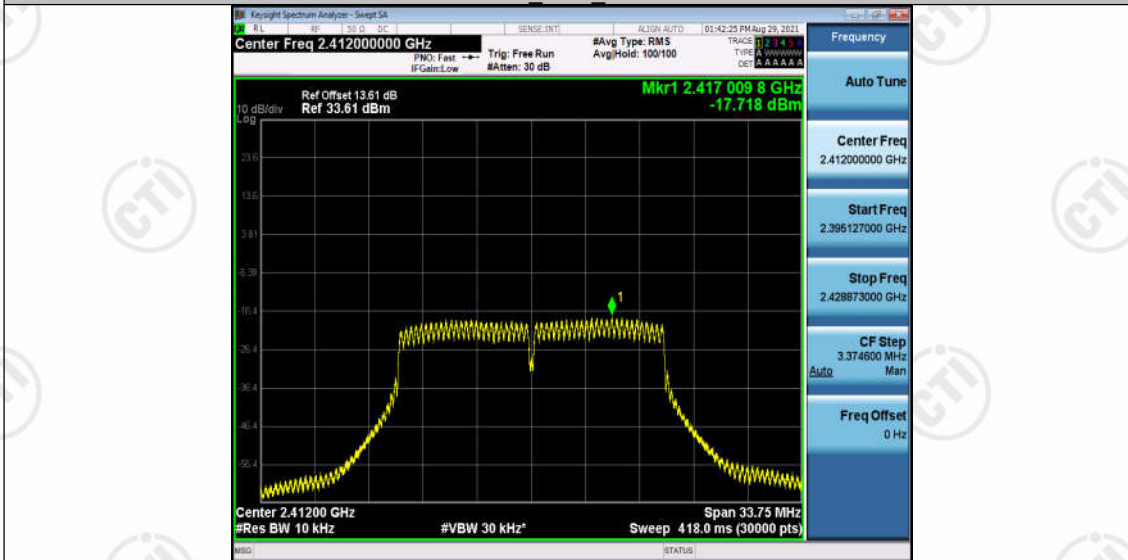 Keysight Spectrum Analyzer - Swept SA
RL RF 50 Ω DC SENSE:INT ALIGN AUTO 01:42:25 PM Aug 29, 2021
Center Freq 2.412000000 GHz
PNO: Fast
IFGain:Low
Trig: Free Run
#Atten: 30 dB
#Avg Type: RMS
Avg|Hold: 100/100
TRACE 1 2 3 4 5 6
TYPE A WWWWW
DET A A A A A A
Mkr1 2.417 009 8 GHz
-17.718 dBm
Ref Offset 13.61 dB
10 dB/div Ref 33.61 dBm
Log
23.6
13.6
3.61
-6.39
-16.4
-26.4
-36.4
-46.4
-56.4
1
Center 2.41200 GHz Span 33.75 MHz
#Res BW 10 kHz #VBW 30 kHz* Sweep 418.0 ms (30000 pts)
MSG STATUS
Frequency
Auto Tune
Center Freq
2.412000000 GHz
Start Freq
2.395127000 GHz
Stop Freq
2.428873000 GHz
CF Step
3.374600 MHz
Auto Man
Freq Offset
0 Hz
CTI
CTI
CTI
CTI